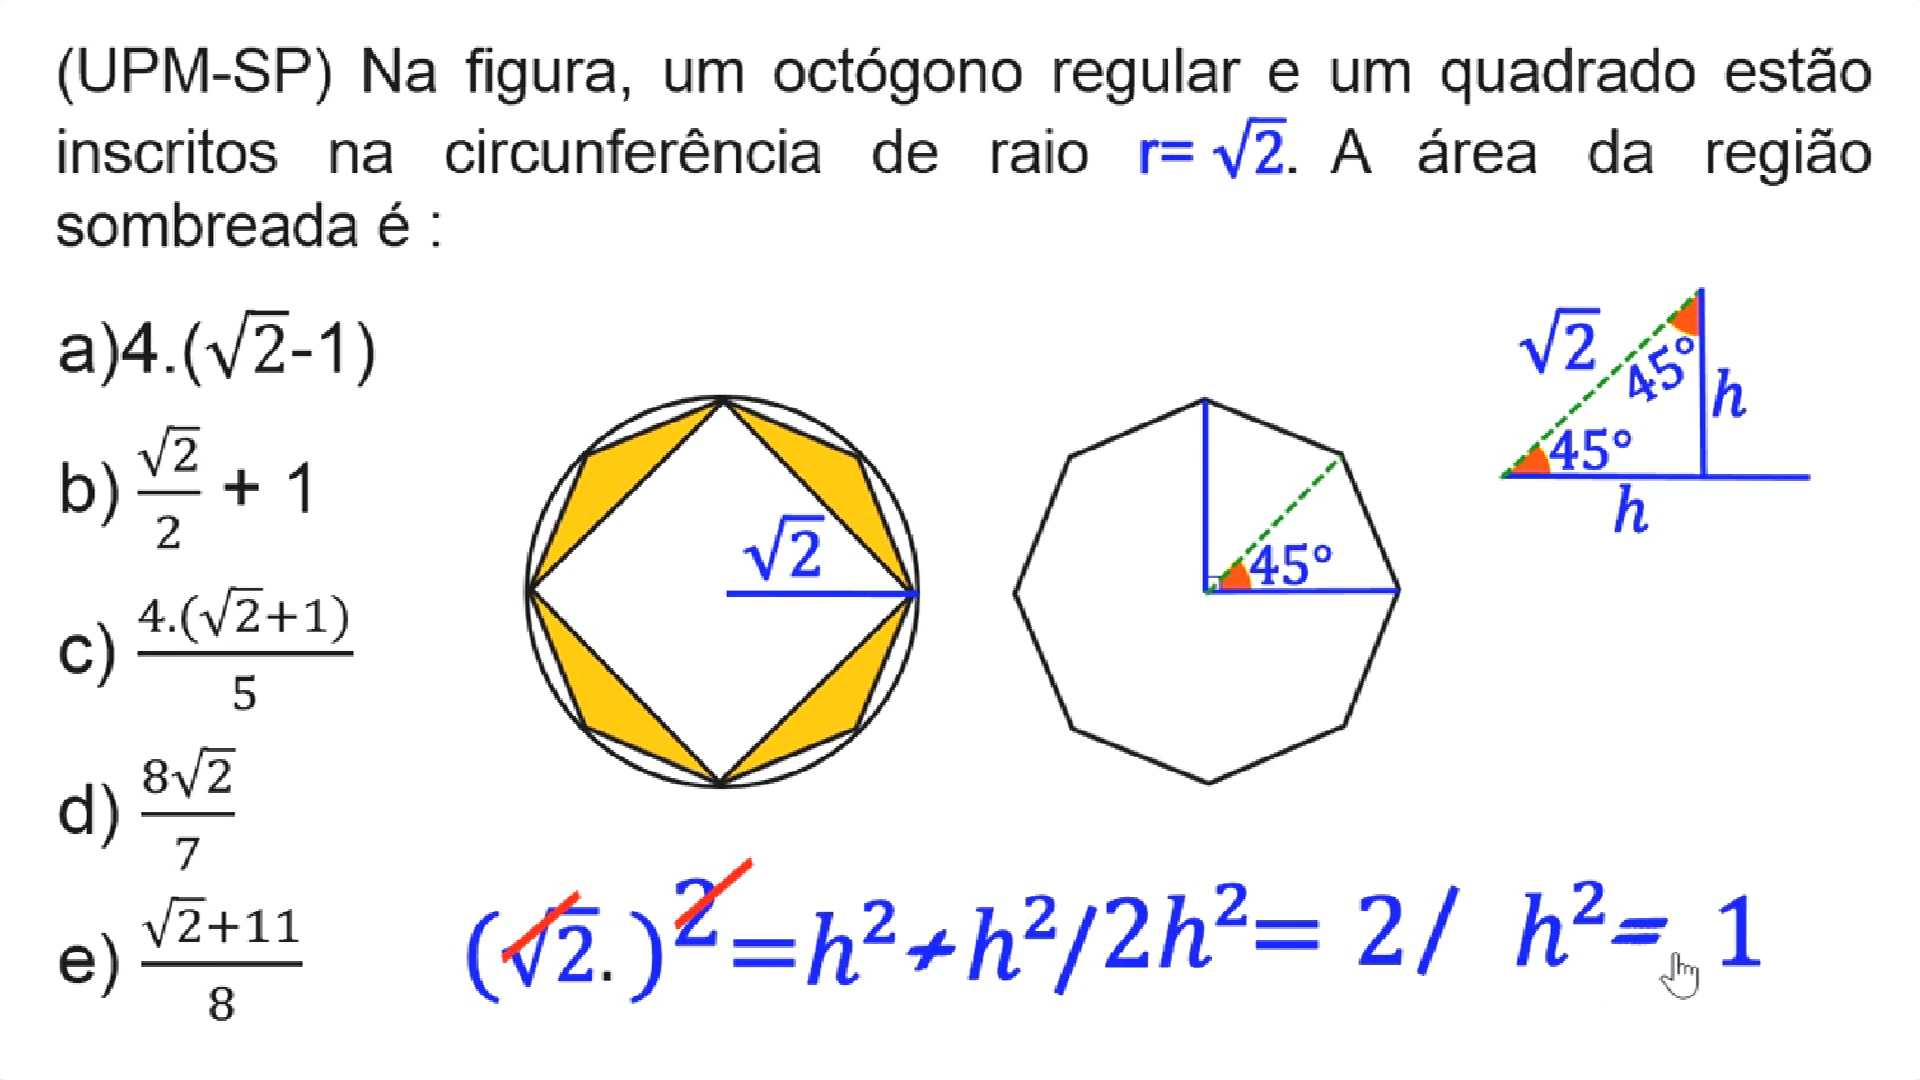 (UPM-SP) Na figura, um octógono regular e um quadrado estão
inscritos na circunferência de raio r= √2. A área da região
sombreada é :
a)4.(√2-1)
b) √2/2 + 1
c) 4.(√2+1)/5
d) 8√2/7
e) √2+11/8
√2
45°
√2
45°
45°
h
h
(√2.)²=h²+h²/2h²= 2/ h²= 1